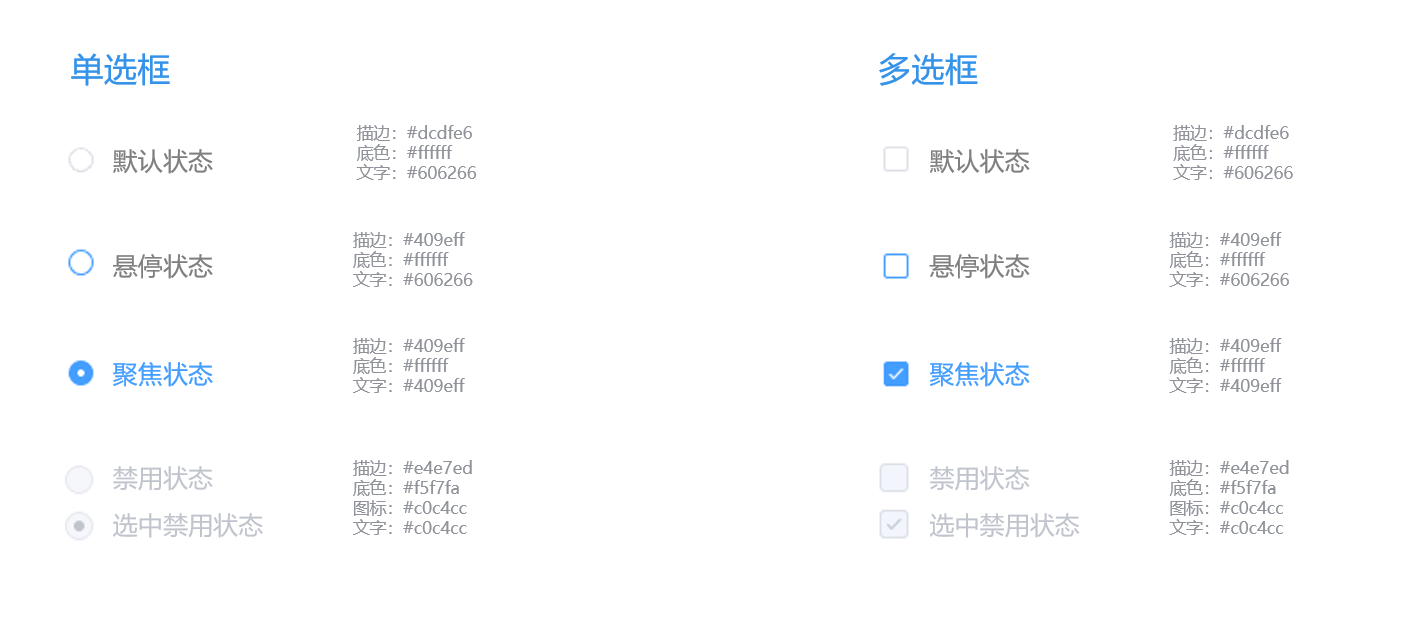 单选框
默认状态
描边：#dcdfe6
底色：#ffffff
文字：#606266
悬停状态
描边：#409eff
底色：#ffffff
文字：#606266
聚焦状态
描边：#409eff
底色：#ffffff
文字：#409eff
禁用状态
选中禁用状态
描边：#e4e7ed
底色：#f5f7fa
图标：#c0c4cc
文字：#c0c4cc
多选框
默认状态
描边：#dcdfe6
底色：#ffffff
文字：#606266
悬停状态
描边：#409eff
底色：#ffffff
文字：#606266
聚焦状态
描边：#409eff
底色：#ffffff
文字：#409eff
禁用状态
选中禁用状态
描边：#e4e7ed
底色：#f5f7fa
图标：#c0c4cc
文字：#c0c4cc